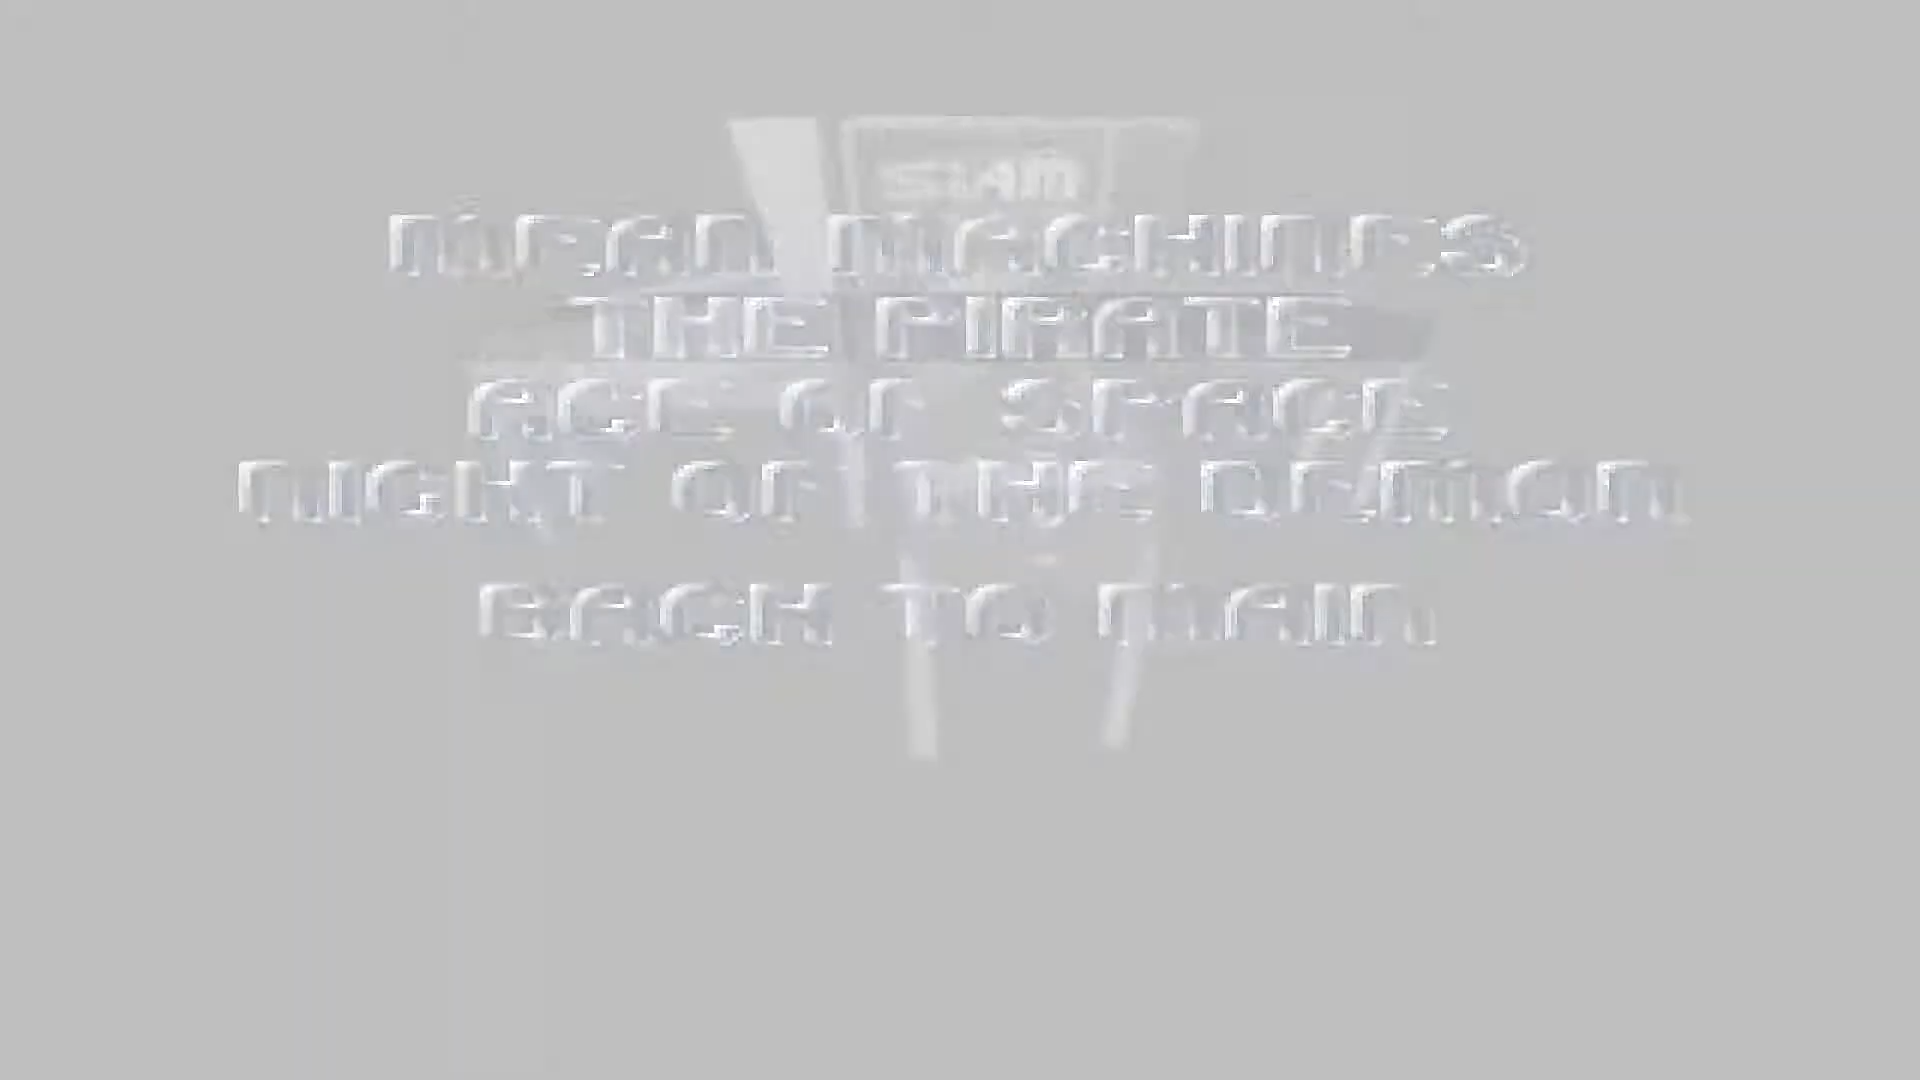 SLAM
MEAN MACHINES
THE PIRATE
ACE OF SPACE
NIGHT OF THE DEMON
BACK TO MAIN